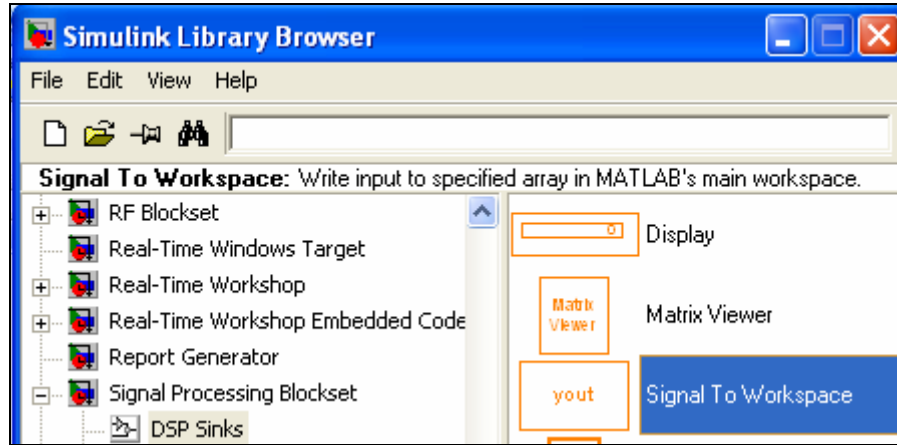 Simulink Library Browser
File Edit View Help
Signal To Workspace: Write input to specified array in MATLAB's main workspace.
RF Blockset
Real-Time Windows Target
Real-Time Workshop
Real-Time Workshop Embedded Code
Report Generator
Signal Processing Blockset
DSP Sinks
0
Display
Matrix
Viewer
Matrix Viewer
yout
Signal To Workspace